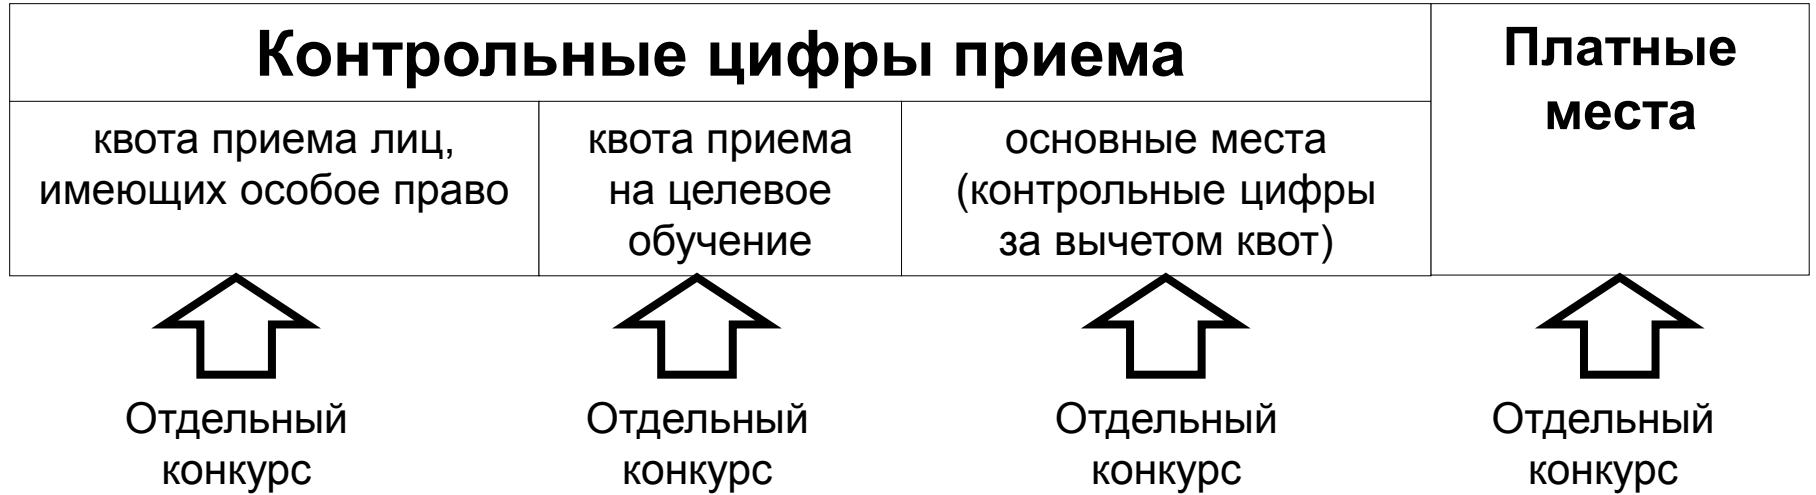 Контрольные цифры приема
Платные
места
квота приема лиц,
имеющих особое право
квота приема
на целевое
обучение
основные места
(контрольные цифры
за вычетом квот)
Отдельный
конкурс
Отдельный
конкурс
Отдельный
конкурс
Отдельный
конкурс